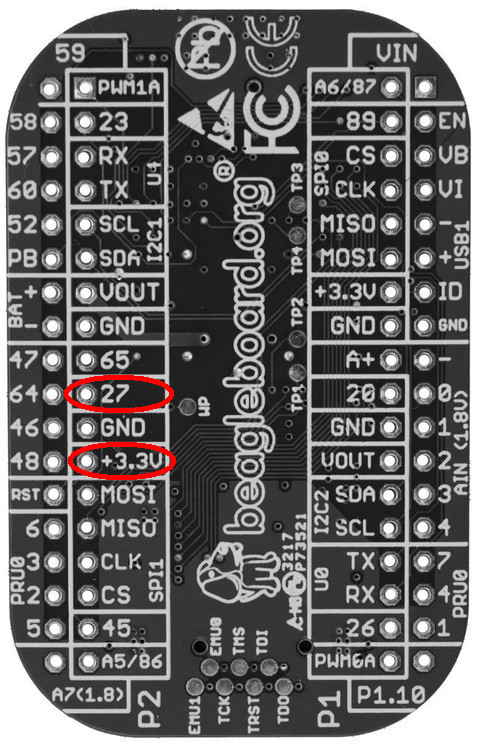 59 VIN
PWM1A A6/87
58 23 89 EN
57 RX CS VB
60 TX CLK VI
U4 SPI0 TP3
52 SCL MISO -
PB SDA MOSI +
I2C1 TP4 USB1
BAT + VOUT +3.3V ID
- GND GND GND
TP2
47 65 A+ -
64 27 20 0
WP TP1
46 GND GND 1
48 +3.3V VOUT 2
AIN (1.8V)
RST MOSI SDA 3
6 MISO SCL 4
I2C2
3 CLK TX 7
2 CS RX 4
PRU0 SPI1 U0 PRU0
5 45 26 1
A5/86 PWM0A
A7(1.8) P2 P1 P1.10
beagleboard.org®
FC CE Pb
3217
P73521
EMU0 TMS TDI
EMU1 TCK TRST TDO